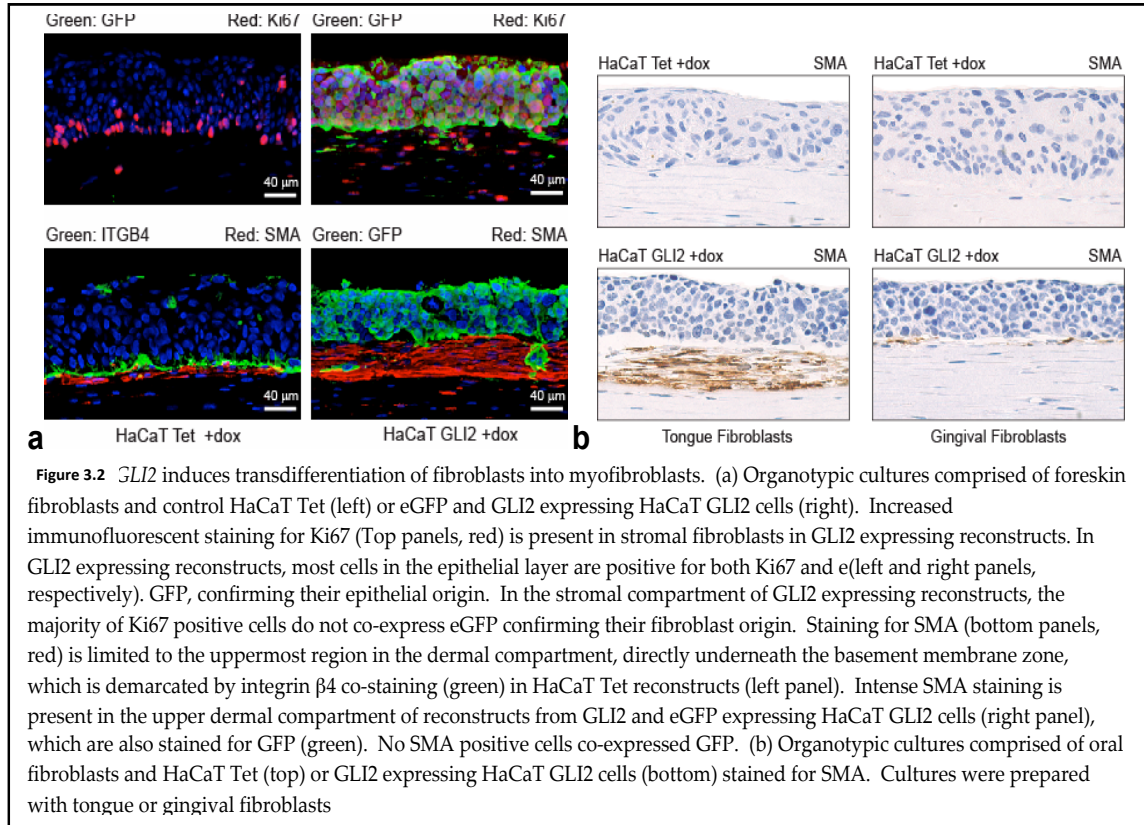 Green: GFP Red: Ki67 Green: GFP Red: Ki67
40 µm 40 µm
Green: ITGB4 Red: SMA Green: GFP Red: SMA
40 µm 40 µm
a HaCaT Tet +dox HaCaT GLI2 +dox
HaCaT Tet +dox SMA HaCaT Tet +dox SMA
HaCaT GLI2 +dox SMA HaCaT GLI2 +dox SMA
b Tongue Fibroblasts Gingival Fibroblasts
Figure 3.2 GLI2 induces transdifferentiation of fibroblasts into myofibroblasts. (a) Organotypic cultures comprised of foreskin
fibroblasts and control HaCaT Tet (left) or eGFP and GLI2 expressing HaCaT GLI2 cells (right). Increased
immunofluorescent staining for Ki67 (Top panels, red) is present in stromal fibroblasts in GLI2 expressing reconstructs. In
GLI2 expressing reconstructs, most cells in the epithelial layer are positive for both Ki67 and e(left and right panels,
respectively). GFP, confirming their epithelial origin. In the stromal compartment of GLI2 expressing reconstructs, the
majority of Ki67 positive cells do not co-express eGFP confirming their fibroblast origin. Staining for SMA (bottom panels,
red) is limited to the uppermost region in the dermal compartment, directly underneath the basement membrane zone,
which is demarcated by integrin β4 co-staining (green) in HaCaT Tet reconstructs (left panel). Intense SMA staining is
present in the upper dermal compartment of reconstructs from GLI2 and eGFP expressing HaCaT GLI2 cells (right panel),
which are also stained for GFP (green). No SMA positive cells co-expressed GFP. (b) Organotypic cultures comprised of oral
fibroblasts and HaCaT Tet (top) or GLI2 expressing HaCaT GLI2 cells (bottom) stained for SMA. Cultures were prepared
with tongue or gingival fibroblasts